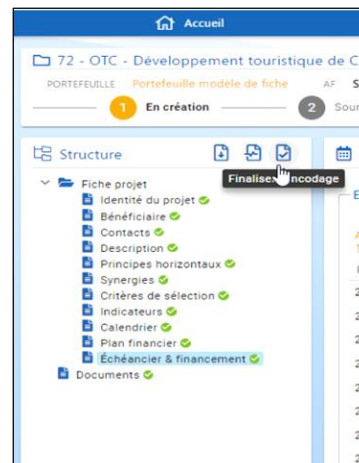 Accueil
72 - OTC - Développement touristique de C
PORTEFEUILLE Portefeuille modèle de fiche AF S
1 En création 2 Sour
Structure
Finalise ncodage
Fiche projet
Identité du projet
Bénéficiaire
Contacts
Description
Principes horizontaux
Synergies
Critères de sélection
Indicateurs
Calendrier
Plan financier
Échéancier & financement
Documents